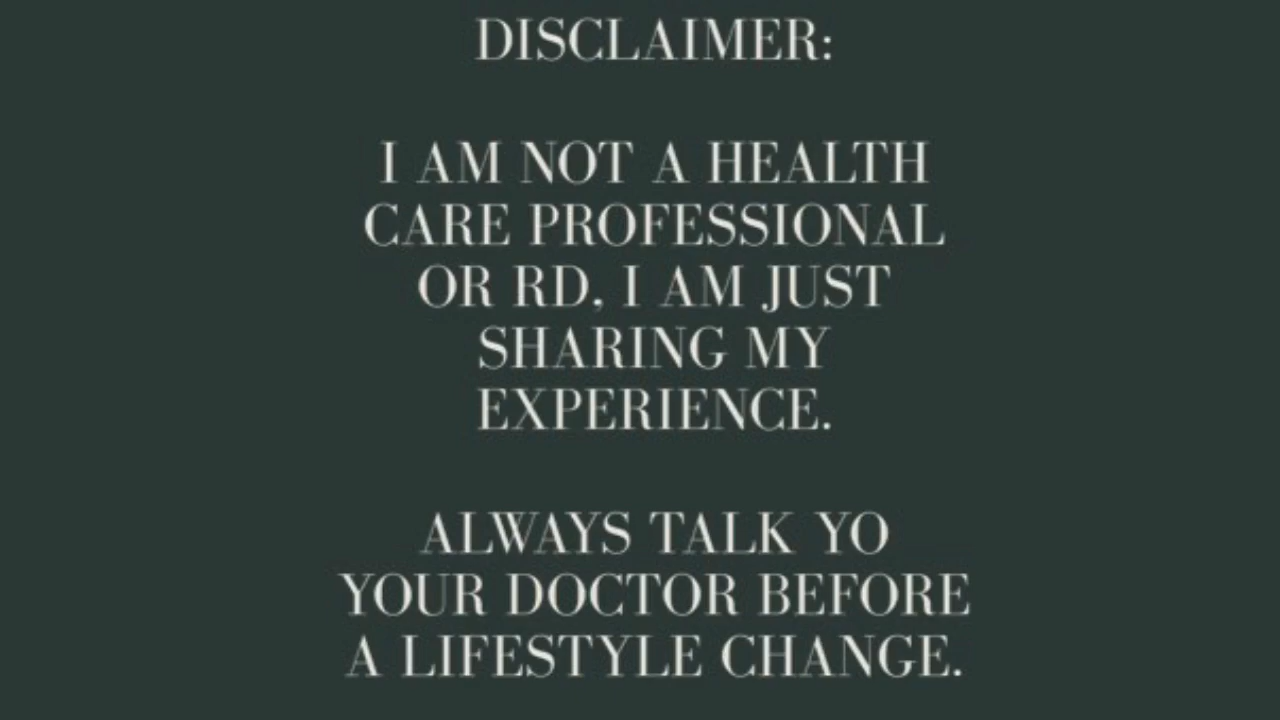 DISCLAIMER:
I AM NOT A HEALTH
CARE PROFESSIONAL
OR RD, I AM JUST
SHARING MY
EXPERIENCE.
ALWAYS TALK YO
YOUR DOCTOR BEFORE
A LIFESTYLE CHANGE.